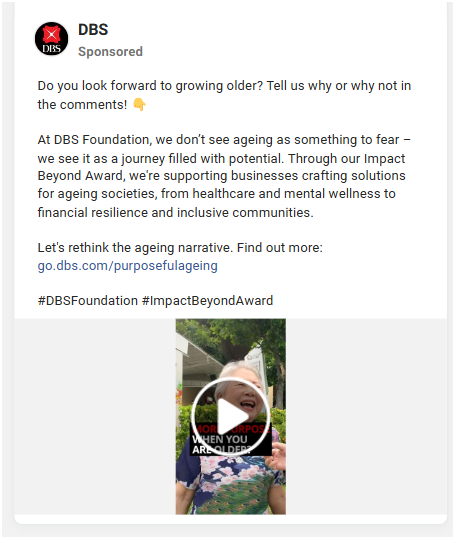 DBS
DBS
Sponsored
Do you look forward to growing older? Tell us why or why not in
the comments! 👇
At DBS Foundation, we don’t see ageing as something to fear –
we see it as a journey filled with potential. Through our Impact
Beyond Award, we're supporting businesses crafting solutions
for ageing societies, from healthcare and mental wellness to
financial resilience and inclusive communities.
Let's rethink the ageing narrative. Find out more:
go.dbs.com/purposefulageing
#DBSFoundation #ImpactBeyondAward
MORE PURPOSE
WHEN YOU
ARE OLDER?